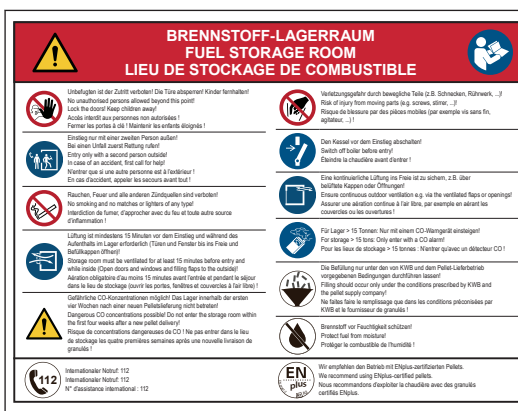 BRENNSTOFF-LAGERRAUM
FUEL STORAGE ROOM
LIEU DE STOCKAGE DE COMBUSTIBLE
Unbefugten ist der Zutritt verboten! Die Türe absperren! Kinder fernhalten!
No unauthorised persons allowed beyond this point!
Lock the doors! Keep children away!
Accès interdit aux personnes non autorisées !
Fermer les portes à clé ! Maintenir les enfants éloignés !
Einstieg nur mit einer zweiten Person außen!
Bei einem Unfall zuerst Rettung rufen!
Entry only with a second person outside!
In case of an accident, first call for help!
N'entrer que si une autre personne est à l'extérieur !
En cas d'accident, appeler les secours avant tout !
Rauchen, Feuer und alle anderen Zündquellen sind verboten!
No smoking and no matches or lighters of any type!
Interdiction de fumer, d'approcher avec du feu et toute autre source
d'inflammation !
Lüftung ist mindestens 15 Minuten vor dem Einstieg und während des
Aufenthalts im Lager erforderlich (Türen und Fenster bis ins Freie und
Befüllkappen öffnen)!
Storage room must be ventilated for at least 15 minutes before entry and
while inside (Open doors and windows and filling flaps to the outside)!
Aération obligatoire d'au moins 15 minutes avant l'entrée et pendant le séjour
dans le lieu de stockage (ouvrir les portes, fenêtres et couvercles à l'aire libre) !
Gefährliche CO-Konzentrationen möglich! Das Lager innerhalb der ersten
vier Wochen nach einer neuen Pelletslieferung nicht betreten!
Dangerous CO concentrations possible! Do not enter the storage room within
the first four weeks after a new pellet delivery!
Risque de concentrations dangereuses de CO ! Ne pas entrer dans le lieu
de stockage les quatre premières semaines après une nouvelle livraison de
granulés !
112
Internationaler Notruf: 112
Internationaler Notruf: 112
N° d'assistance international : 112
Verletzungsgefahr durch bewegliche Teile (z.B. Schnecken, Rührwerk, ...)!
Risk of injury from moving parts (e.g. screws, stirrer, ...)!
Risque de blessure par des pièces mobiles (par exemple vis sans fin,
agitateur, ...) !
Den Kessel vor dem Einstieg abschalten!
Switch off boiler before entry!
Éteindre la chaudière avant d'entrer !
Eine kontinuierliche Lüftung ins Freie ist zu sichern, z.B. über
belüftete Kappen oder Öffnungen!
Ensure continuous outdoor ventilation e.g. via the ventilated flaps or openings!
Assurer une aération continue à l'aire libre, par exemple en aérant les
couvercles ou les ouvertures !
Für Lager > 15 Tonnen: Nur mit einem CO-Warngerät einsteigen!
For storage > 15 tons: Only enter with a CO alarm!
Pour les lieux de stockage > 15 tonnes : N'entrer qu'avec un détecteur CO !
Die Befüllung nur unter den von KWB und dem Pellet-Lieferbetrieb
vorgegebenen Bedingungen durchführen lassen!
Filling should occur only under the conditions prescribed by KWB and
the pellet supply company!
Ne faites faire le remplissage que dans les conditions préconisées par
KWB et le fournisseur de granulés !
Brennstoff vor Feuchtigkeit schützen!
Protect fuel from moisture!
Protéger le combustible de l'humidité !
EN
plus
Wir empfehlen den Betrieb mit ENplus-zertifizierten Pellets.
We recommend using ENplus-certified pellets.
Nous recommandons d'exploiter la chaudière avec des granulés
certifiés ENplus.